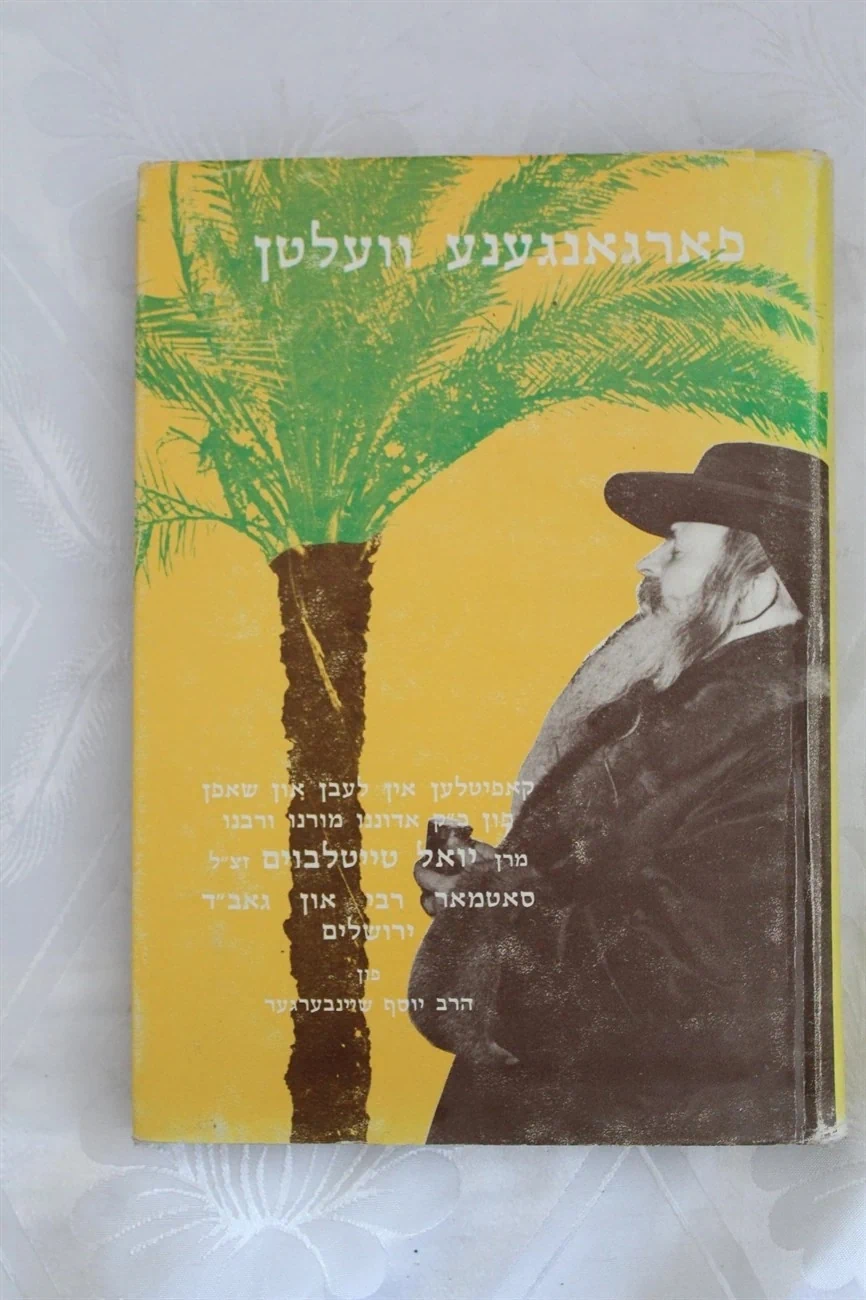 פארגאנגענע וועלטן
קאפיטלען אין לעבן און שאפן
פון כ״ק אדוננו מורנו ורבנו
מרן יואל טייטלבוים זצ״ל
סאטמאר רבי און גאב״ד
ירושלים
פון
הרב יוסף שיינבערגער